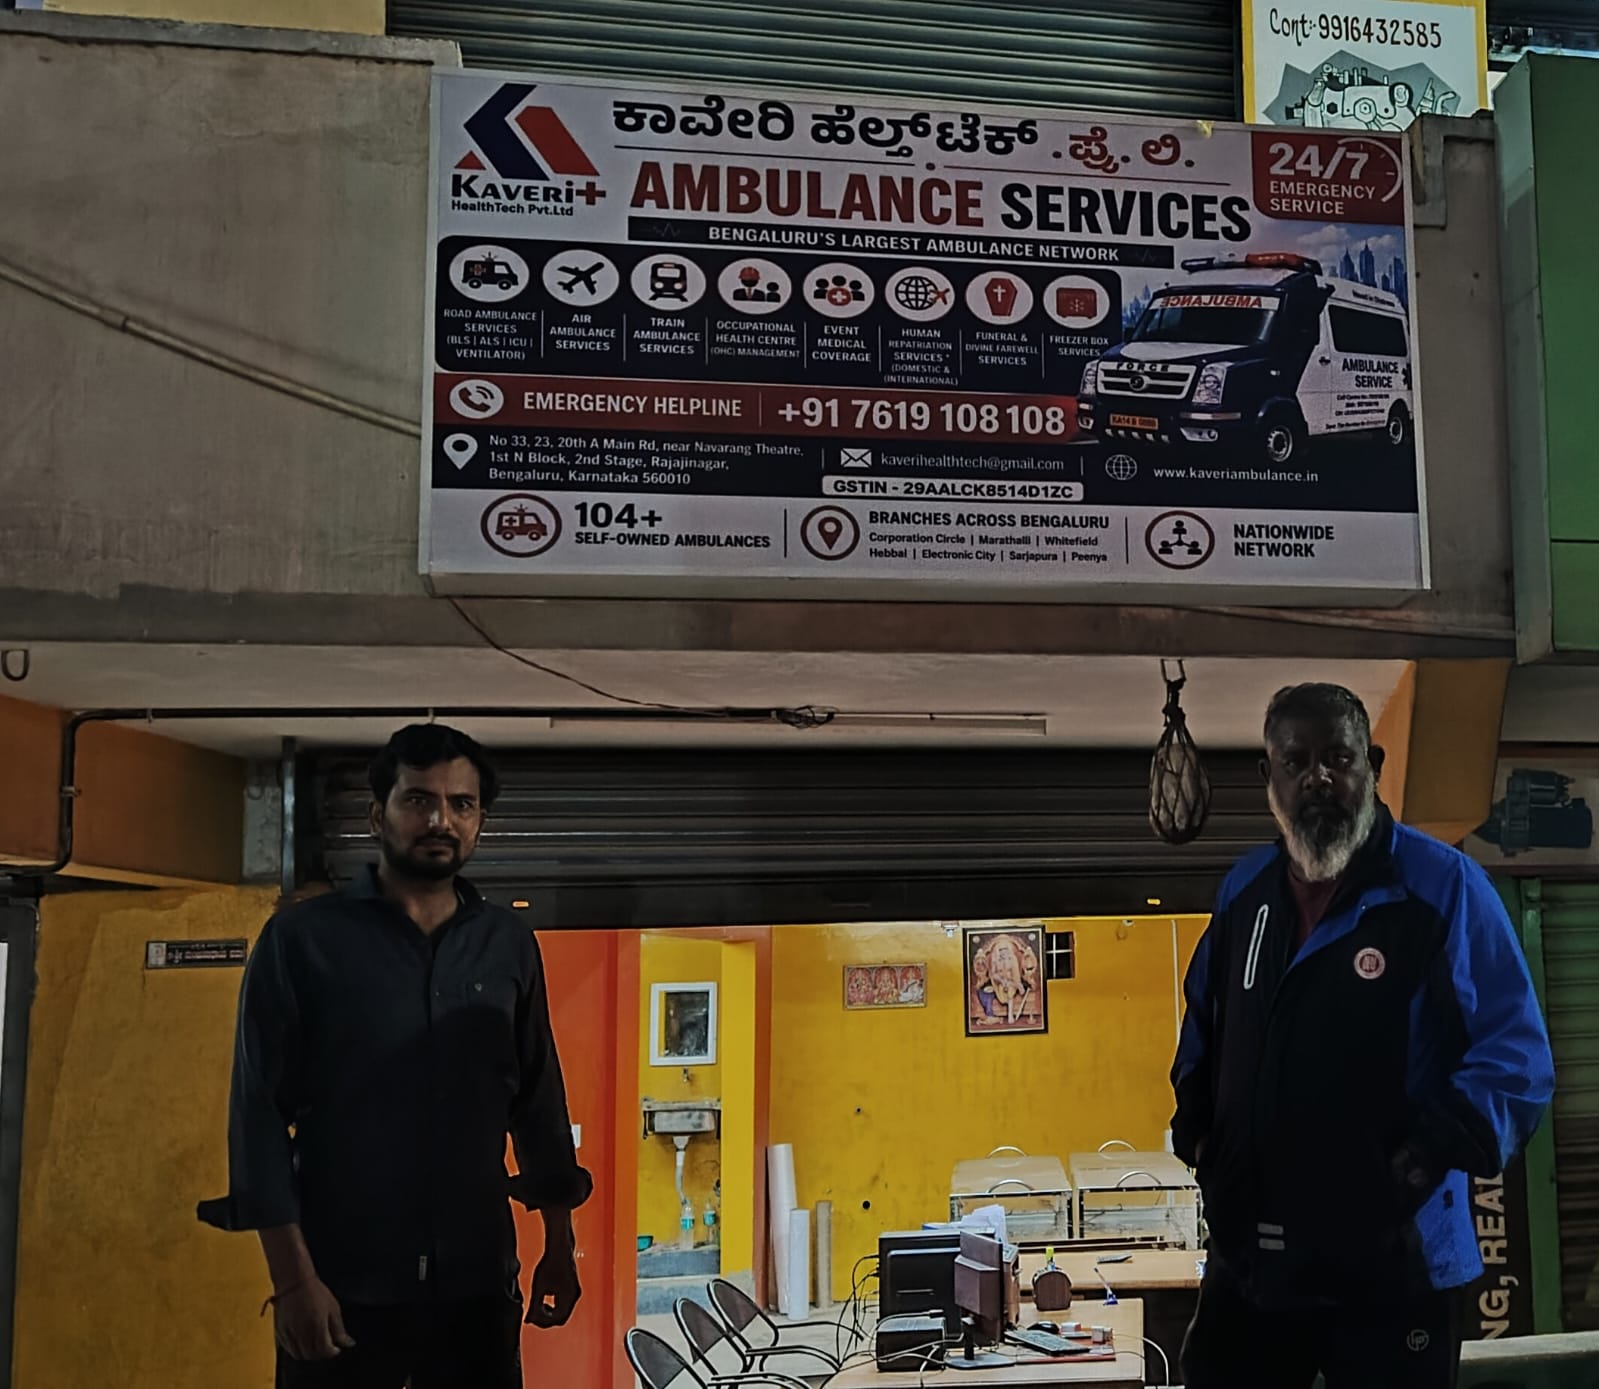 Cont:-9916432585
ಕಾವೇರಿ ಹೆಲ್ತ್‌ಟೆಕ್ .ಪ್ರೈ. ಲಿ.
KAVERI+
HealthTech Pvt.Ltd
AMBULANCE SERVICES
24/7
EMERGENCY
SERVICE
BENGALURU'S LARGEST AMBULANCE NETWORK
ROAD AMBULANCE
SERVICES
(BLS | ALS | ICU |
VENTILATOR)
AIR
AMBULANCE
SERVICES
TRAIN
AMBULANCE
SERVICES
OCCUPATIONAL
HEALTH CENTRE
(OHC) MANAGEMENT
EVENT
MEDICAL
COVERAGE
HUMAN
REPATRIATION
SERVICES *
(DOMESTIC &
(INTERNATIONAL)
FUNERAL &
DIVINE FAREWELL
SERVICES
FREEZER BOX
SERVICES
AMBULANCE
FORCE
AMBULANCE
SERVICE
EMERGENCY HELPLINE
+91 7619 108 108
No 33, 23, 20th A Main Rd, near Navarang Theatre,
1st N Block, 2nd Stage, Rajajinagar,
Bengaluru, Karnataka 560010
kaverihealthtech@gmail.com
www.kaveriambulance.in
GSTIN - 29AALCK8514D1ZC
104+
SELF-OWNED AMBULANCES
BRANCHES ACROSS BENGALURU
Corporation Circle | Marathalli | Whitefield
Hebbal | Electronic City | Sarjapura | Peenya
NATIONWIDE
NETWORK
NG, REAL